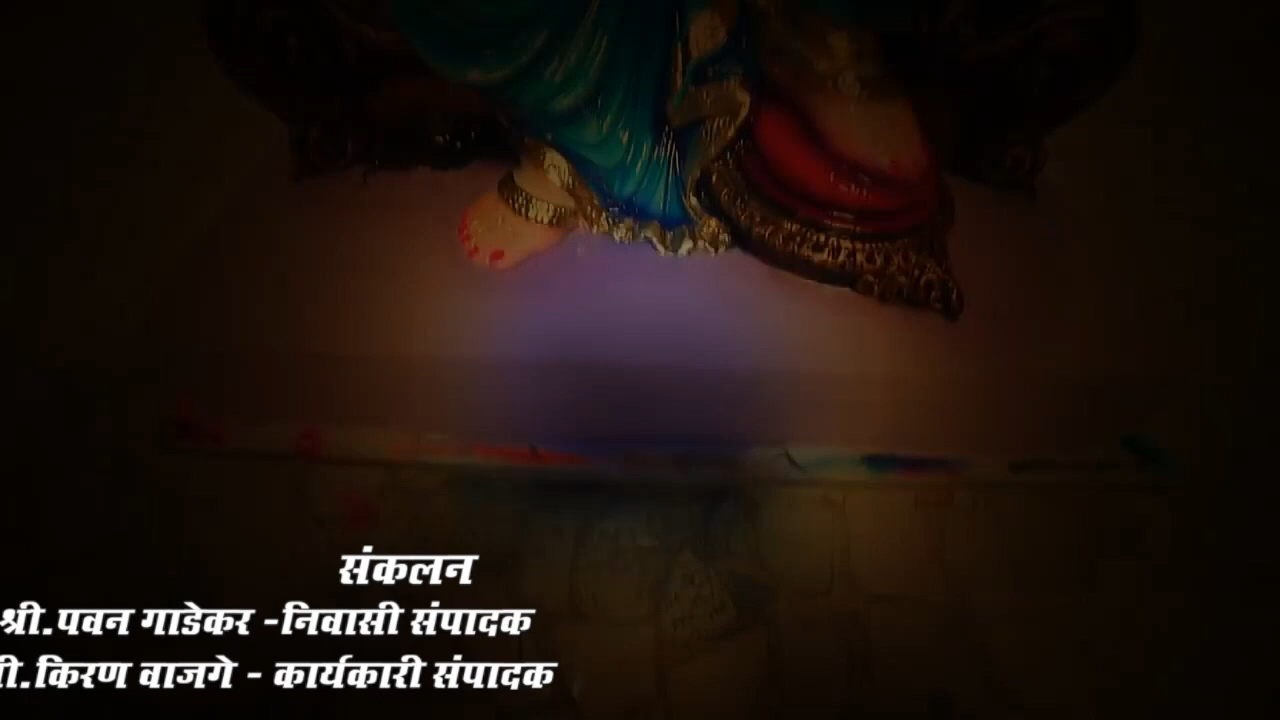 संकलन
श्री.पवन गाडेकर -निवासी संपादक
किरण वाजगे - कार्यकारी संपादक